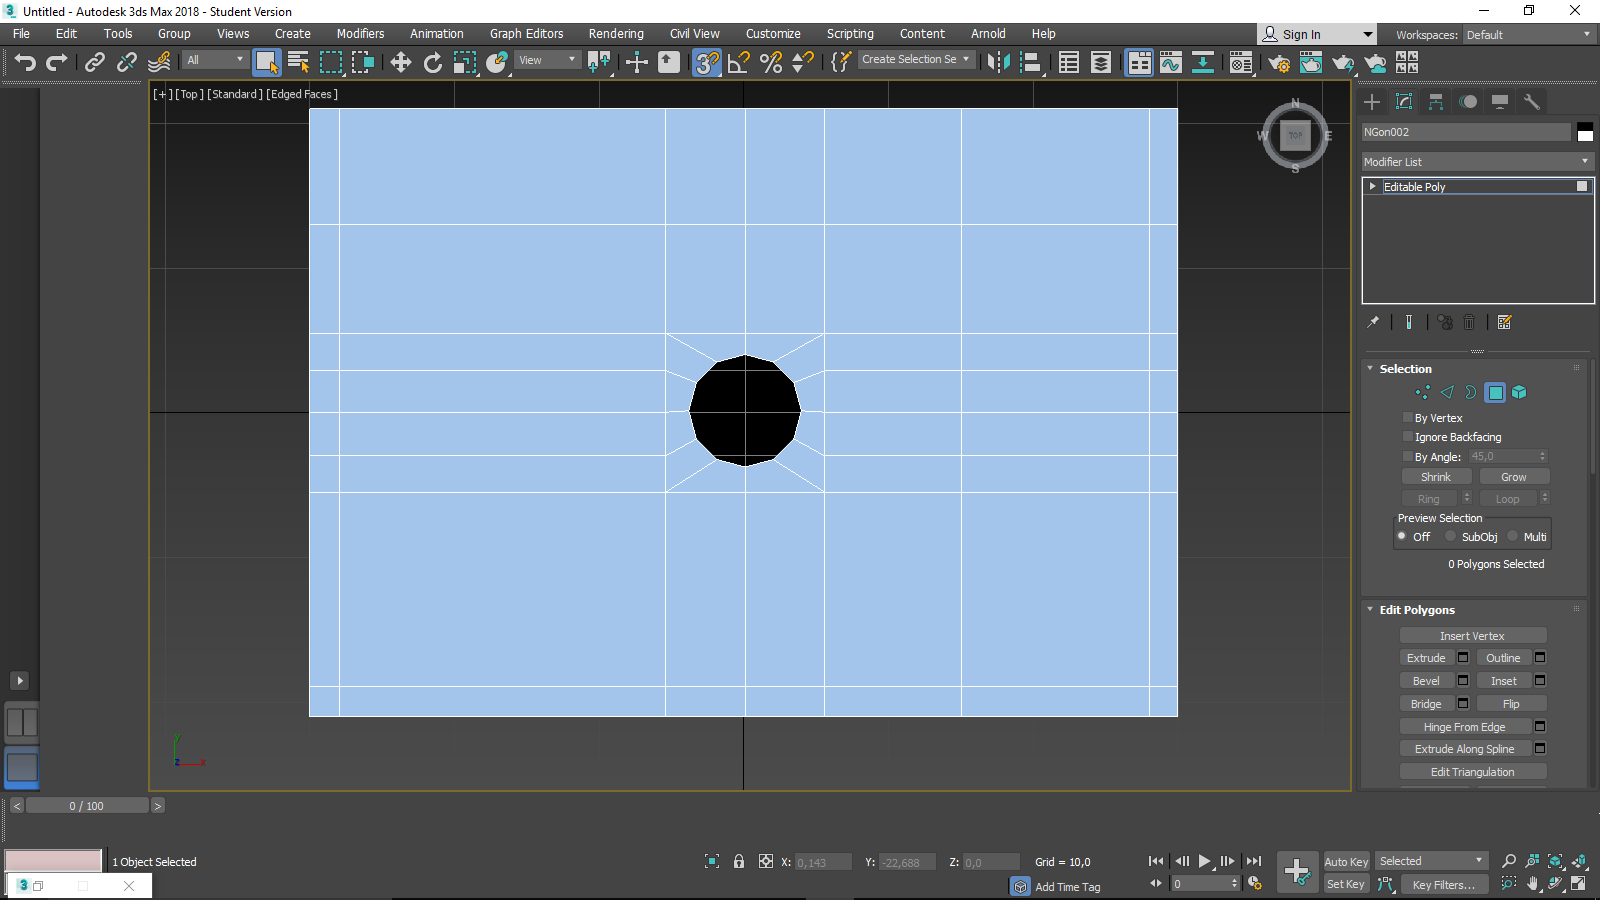 Untitled - Autodesk 3ds Max 2018 - Student Version
File Edit Tools Group Views Create Modifiers Animation Graph Editors Rendering Civil View Customize Scripting Content Arnold Help Sign In Workspaces: Default
All View 3 Create Selection Se
[+] [Top] [Standard] [Edged Faces]
N
W TOP E
S
NGon002
Modifier List
Editable Poly
Selection
By Vertex
Ignore Backfacing
By Angle: 45,0
Shrink Grow
Ring Loop
Preview Selection
Off SubObj Multi
0 Polygons Selected
Edit Polygons
Insert Vertex
Extrude Outline
Bevel Inset
Bridge Flip
Hinge From Edge
Extrude Along Spline
Edit Triangulation
y
z x
< 0 / 100 >
1 Object Selected X: 0,143 Y: -22,688 Z: 0,0 Grid = 10,0 Auto Key Selected
Add Time Tag 0 Set Key Key Filters...
3